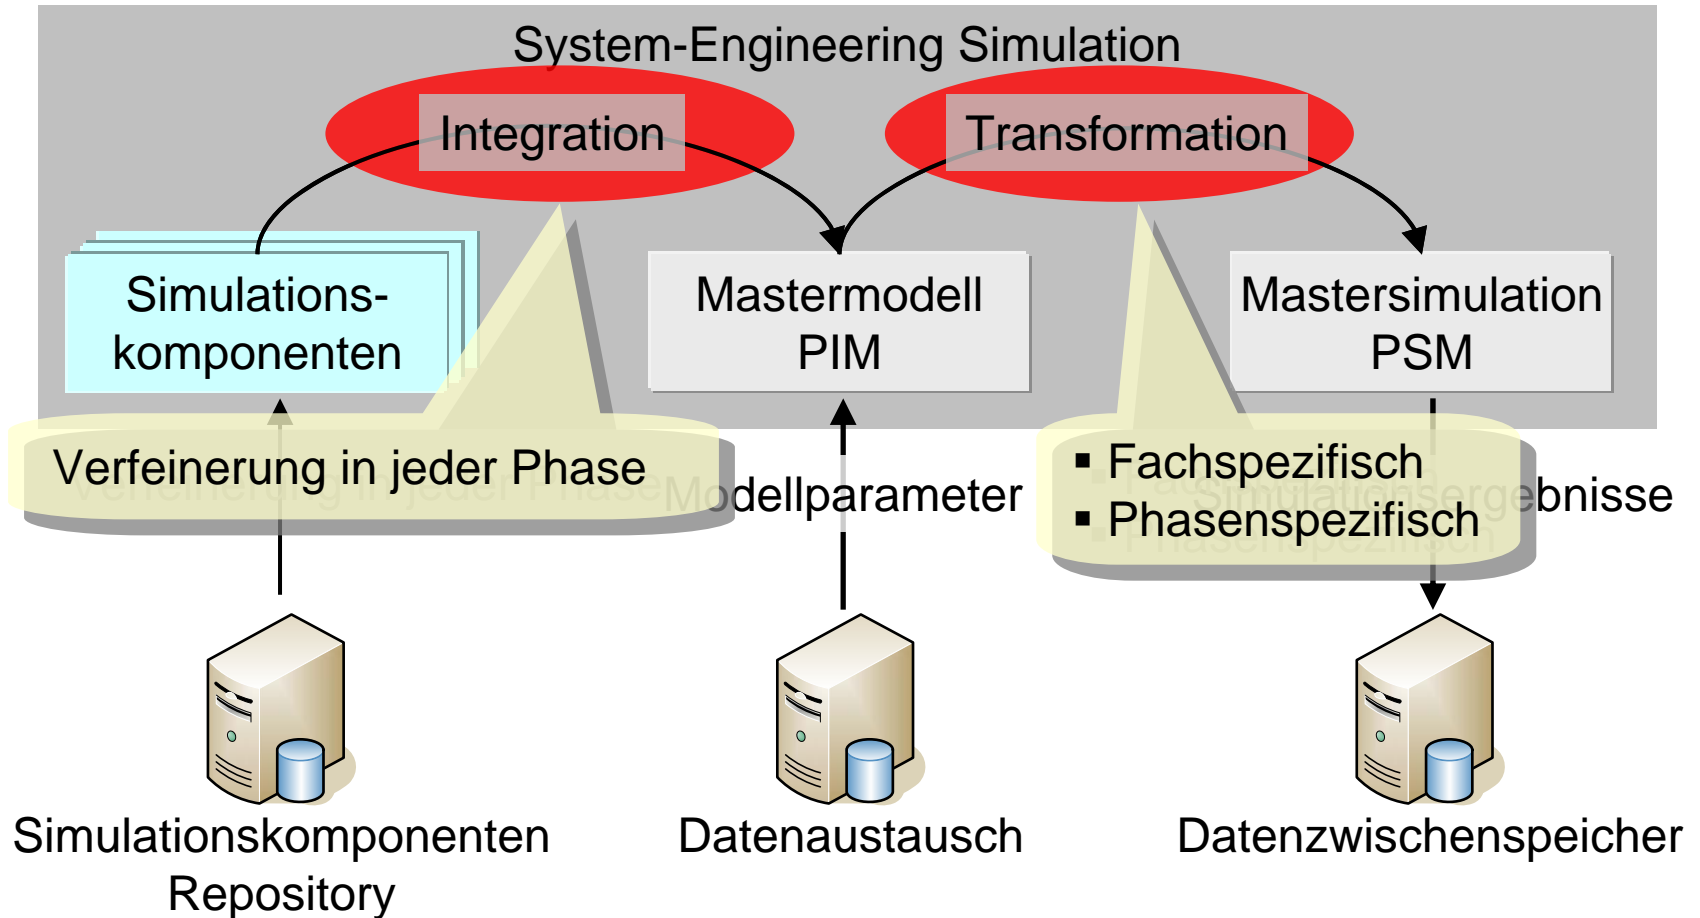 System-Engineering Simulation
Integration
Transformation
Simulations-
komponenten
Mastermodell
PIM
Mastersimulation
PSM
Verfeinerung in jeder Phase
Modellparameter
▪ Fachspezifisch
▪ Phasenspezifisch
Simulationsergebnisse
Simulationskomponenten
Repository
Datenaustausch
Datenzwischenspeicher